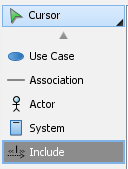 Cursor
Use Case
Association
Actor
System
Include